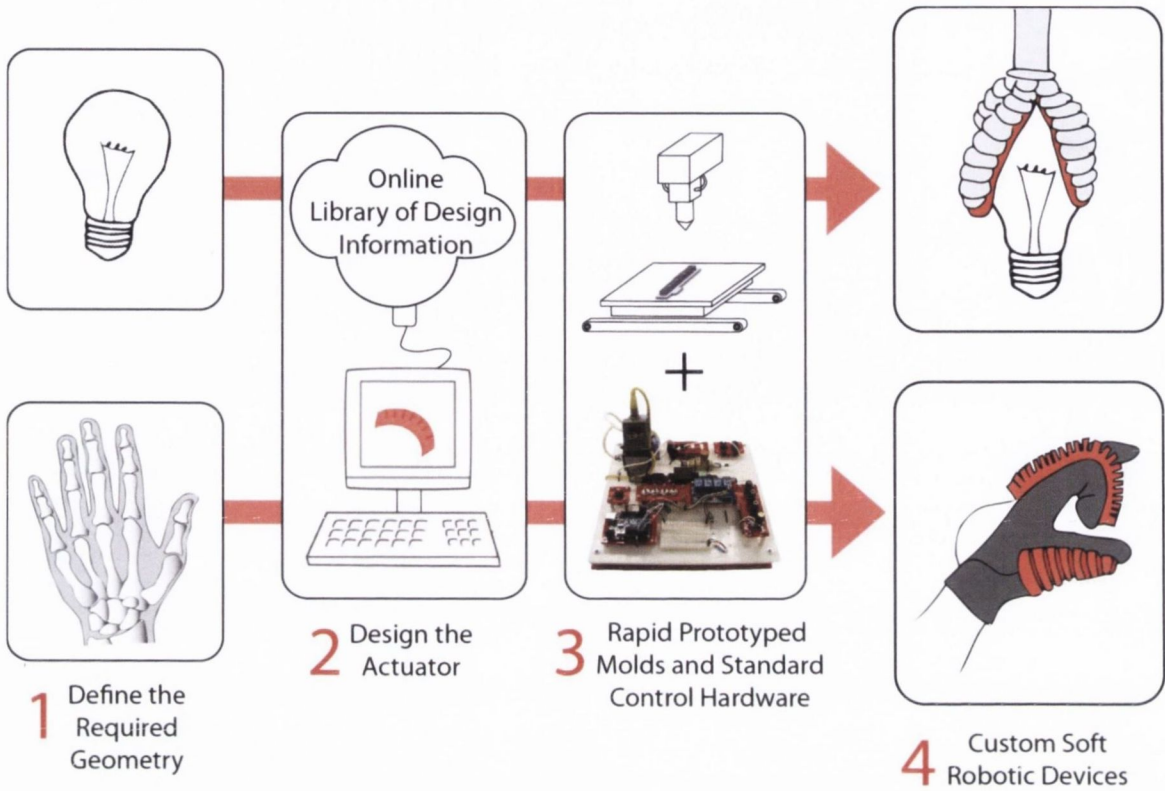 Online
Library of Design
Information
+
1 Define the
Required
Geometry
2 Design the
Actuator
3 Rapid Prototyped
Molds and Standard
Control Hardware
4 Custom Soft
Robotic Devices